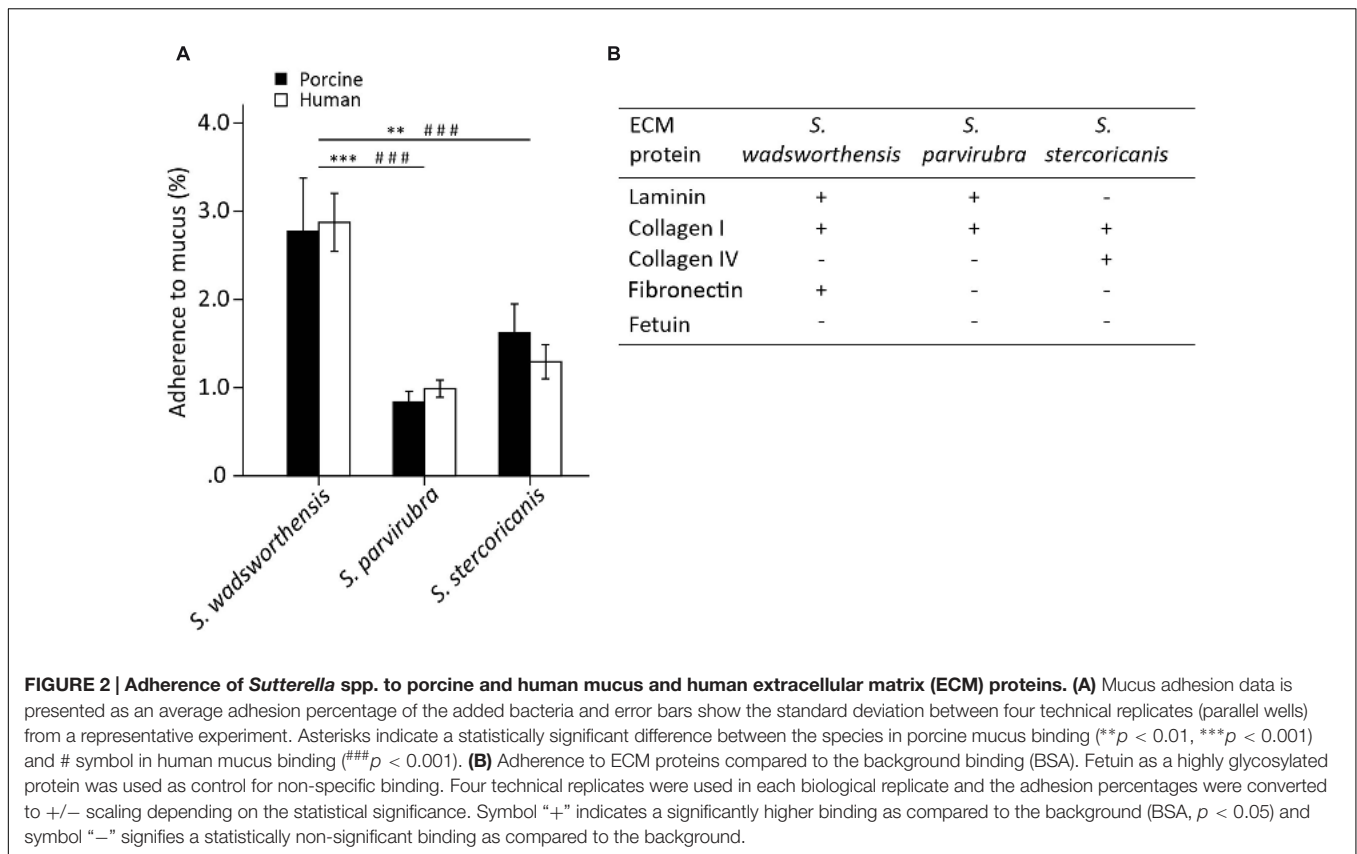 A
Porcine
Human
** ###
*** ###
Adherence to mucus (%)
4.0
3.0
2.0
1.0
.0
S. wadsworthensis
S. parvirubra
S. stercoricanis
B
ECM protein S. wadsworthensis S. parvirubra S. stercoricanis
Laminin + + -
Collagen I + + +
Collagen IV - - +
Fibronectin + - -
Fetuin - - -
FIGURE 2 | Adherence of Sutterella spp. to porcine and human mucus and human extracellular matrix (ECM) proteins. (A) Mucus adhesion data is
presented as an average adhesion percentage of the added bacteria and error bars show the standard deviation between four technical replicates (parallel wells)
from a representative experiment. Asterisks indicate a statistically significant difference between the species in porcine mucus binding (**p < 0.01, ***p < 0.001)
and # symbol in human mucus binding (###p < 0.001). (B) Adherence to ECM proteins compared to the background binding (BSA). Fetuin as a highly glycosylated
protein was used as control for non-specific binding. Four technical replicates were used in each biological replicate and the adhesion percentages were converted
to +/− scaling depending on the statistical significance. Symbol “+” indicates a significantly higher binding as compared to the background (BSA, p < 0.05) and
symbol “−” signifies a statistically non-significant binding as compared to the background.